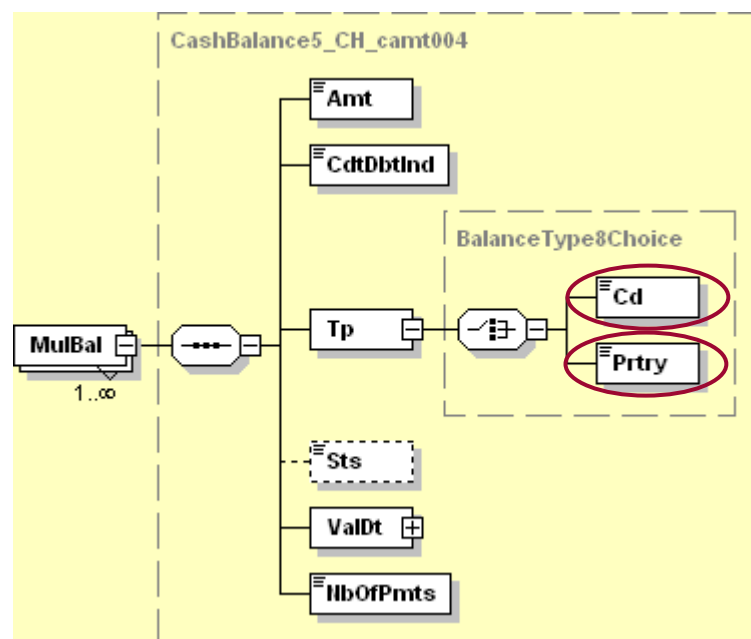 CashBalance5_CH_camt004
Amt
CdtDbtInd
BalanceType8Choice
Cd
Tp
MulBal
1..∞
Prtry
Sts
ValDt
NbOfPmts